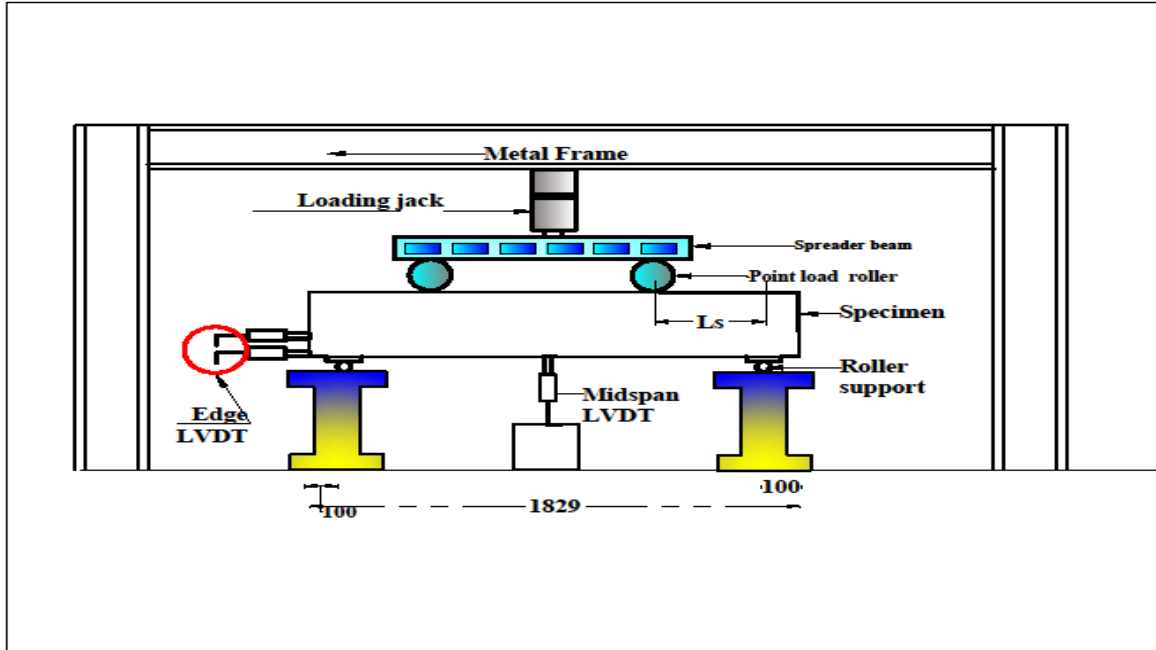 Metal Frame
Loading jack
Spreader beam
Point load roller
Ls
Specimen
Roller
support
Midspan
LVDT
Edge
LVDT
100
100
1829